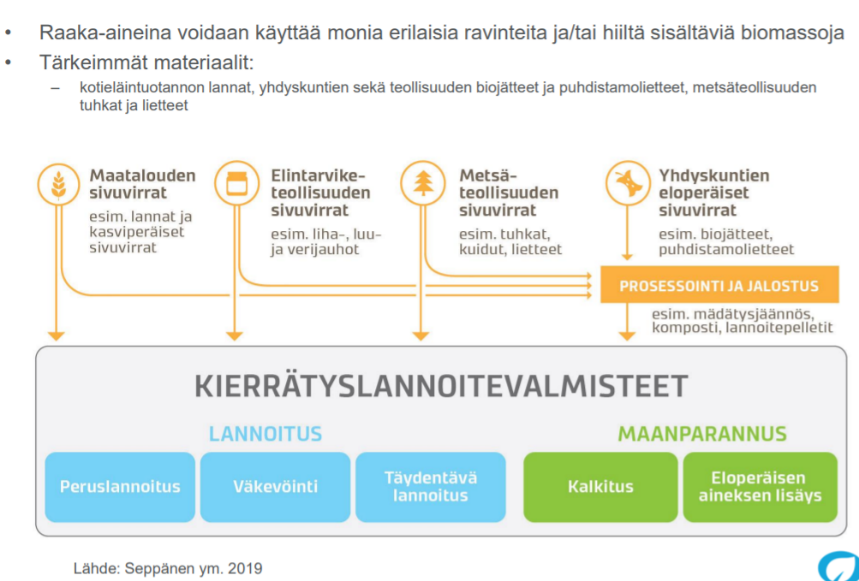 • Raaka-aineina voidaan käyttää monia erilaisia ravinteita ja/tai hiiltä sisältäviä biomassoja
• Tärkeimmät materiaalit:
– kotieläintuotannon lannat, yhdyskuntien sekä teollisuuden biojätteet ja puhdistamolietteet, metsäteollisuuden
tuhkat ja lietteet
Maatalouden
sivuvirrat
esim. lannat ja
kasviperäiset
sivuvirrat
Elintarvike-
teollisuuden
sivuvirrat
esim. liha-, luu-
ja verijauhot
Metsä-
teollisuuden
sivuvirrat
esim. tuhkat,
kuidut, lietteet
Yhdyskuntien
eloperäiset
sivuvirrat
esim. biojätteet,
puhdistamolietteet
PROSESSOINTI JA JALOSTUS
esim. mädätysjäännös,
komposti, lannoitepelletit
KIERRÄTYSLANNOITEVALMISTEET
LANNOITUS
Peruslannoitus
Väkevöinti
Täydentävä
lannoitus
MAANPARANNUS
Kalkitus
Eloperäisen
aineksen lisäys
Lähde: Seppänen ym. 2019